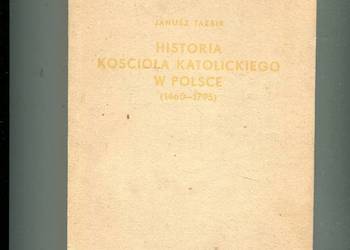 JANUSZ TAZBIR
HISTORIA
KOŚCIOŁA KATOLICKIEGO
W POLSCE
(1460—1795)